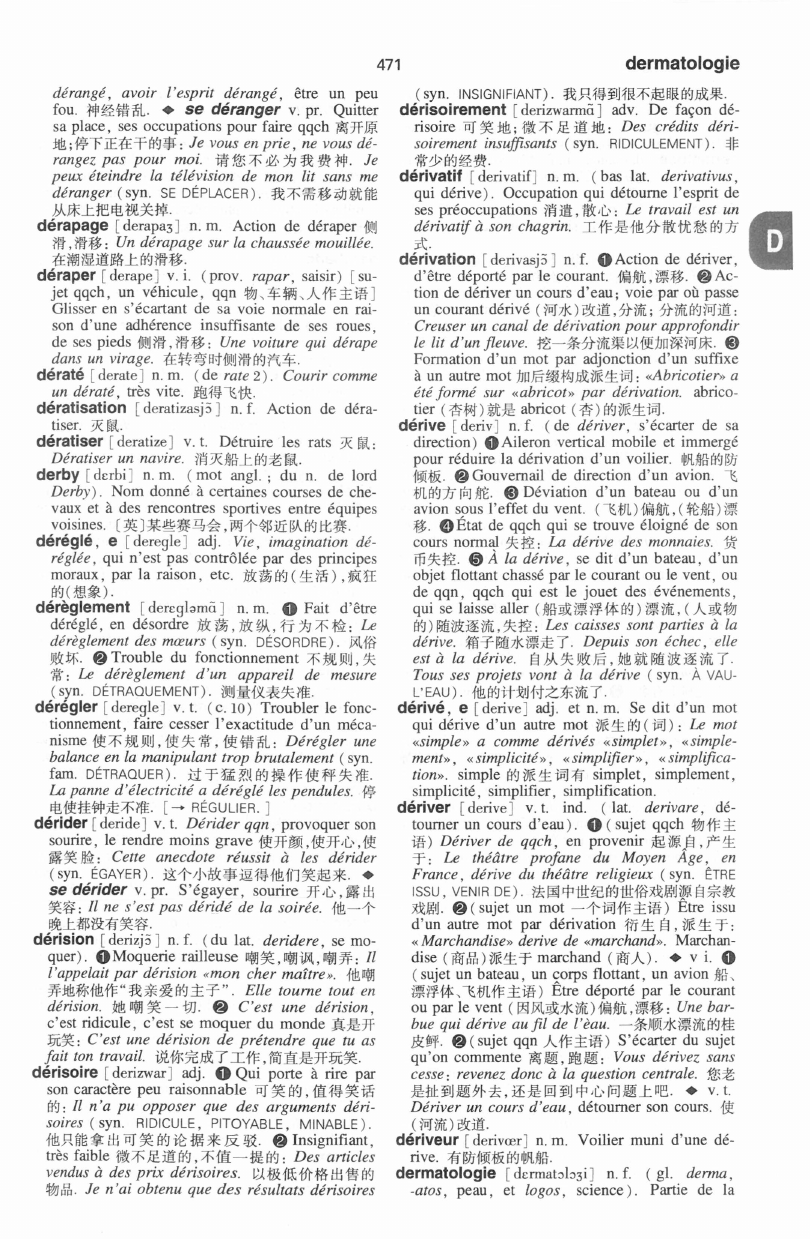 471
dermatologie
dérangé, avoir l'esprit dérangé, être un peu
fou. 神经错乱. ◆ se déranger v. pr. Quitter
sa place, ses occupations pour faire qqch 离开原
地;停下正在干的事: Je vous en prie, ne vous dé-
rangez pas pour moi. 请您不必为我费神. Je
peux éteindre la télévision de mon lit sans me
déranger (syn. SE DÉPLACER). 我不需移动就能
从床上把电视关掉.
dérapage [derapaʒ] n. m. Action de déraper 侧
滑,滑移: Un dérapage sur la chaussée mouillée.
在潮湿道路上的滑移.
déraper [derape] v. i. (prov. rapar, saisir) [su-
jet qqch, un véhicule, qqn 物、车辆、人作主语]
Glisser en s'écartant de sa voie normale en rai-
son d'une adhérence insuffisante de ses roues,
de ses pieds 侧滑,滑移: Une voiture qui dérape
dans un virage. 在转弯时侧滑的汽车.
dératé [derate] n. m. (de rate 2). Courir comme
un dératé, très vite. 跑得飞快.
dératisation [deratizasjɔ̃] n. f. Action de déra-
tiser. 灭鼠.
dératiser [deratize] v. t. Détruire les rats 灭鼠:
Dératiser un navire. 消灭船上的老鼠.
derby [dɛrbi] n. m. (mot angl.; du n. de lord
Derby). Nom donné à certaines courses de che-
vaux et à des rencontres sportives entre équipes
voisines. [英]某些赛马会,两个邻近队的比赛.
déréglé, e [deregle] adj. Vie, imagination dé-
réglée, qui n'est pas contrôlée par des principes
moraux, par la raison, etc. 放荡的(生活),疯狂
的(想象).
dérèglement [derɛgləmɑ̃] n. m. ❶ Fait d'être
déréglé, en désordre 放荡,放纵,行为不检: Le
dérèglement des mœurs (syn. DÉSORDRE). 风俗
败坏. ❷ Trouble du fonctionnement 不规则,失
常: Le dérèglement d'un appareil de mesure
(syn. DÉTRAQUEMENT). 测量仪表失准.
dérégler [deregle] v. t. (c. 10) Troubler le fonc-
tionnement, faire cesser l'exactitude d'un méca-
nisme 使不规则,使失常,使错乱: Dérégler une
balance en la manipulant trop brutalement (syn.
fam. DÉTRAQUER). 过于猛烈的操作使秤失准.
La panne d'électricité a déréglé les pendules. 停
电使挂钟走不准. [→ RÉGULIER.]
dérider [deride] v. t. Dérider qqn, provoquer son
sourire, le rendre moins grave 使开颜,使开心,使
露笑脸: Cette anecdote réussit à les dérider
(syn. ÉGAYER). 这个小故事逗得他们笑起来. ◆
se dérider v. pr. S'égayer, sourire 开心,露出
笑容: Il ne s'est pas déridé de la soirée. 他一个
晚上都没有笑容.
dérision [derizjɔ̃] n. f. (du lat. deridere, se mo-
quer). ❶ Moquerie railleuse 嘲笑,嘲讽,嘲弄: Il
l'appelait par dérision «mon cher maître». 他嘲
弄地称他作“我亲爱的主子”. Elle tourne tout en
dérision. 她嘲笑一切. ❷ C'est une dérision,
c'est ridicule, c'est se moquer du monde 真是开
玩笑: C'est une dérision de prétendre que tu as
fait ton travail. 说你完成了工作,简直是开玩笑.
dérisoire [derizwar] adj. ❶ Qui porte à rire par
son caractère peu raisonnable 可笑的,值得笑话
的: Il n'a pu opposer que des arguments déri-
soires (syn. RIDICULE, PITOYABLE, MINABLE).
他只能拿出可笑的论据来反驳. ❷ Insignifiant,
très faible 微不足道的,不值一提的: Des articles
vendus à des prix dérisoires. 以极低价格出售的
物品. Je n'ai obtenu que des résultats dérisoires
(syn. INSIGNIFIANT). 我只得到很不起眼的成果.
dérisoirement [derizwarmɑ̃] adv. De façon dé-
risoire 可笑地;微不足道地: Des crédits déri-
soirement insuffisants (syn. RIDICULEMENT). 非
常少的经费.
dérivatif [derivatif] n. m. (bas lat. derivativus,
qui dérive). Occupation qui détourne l'esprit de
ses préoccupations 消遣,散心: Le travail est un
dérivatif à son chagrin. 工作是他分散忧愁的方
式.
dérivation [derivasjɔ̃] n. f. ❶ Action de dériver,
d'être déporté par le courant. 偏航,漂移. ❷ Ac-
tion de dériver un cours d'eau; voie par où passe
un courant dérivé (河水)改道,分流; 分流的河道:
Creuser un canal de dérivation pour approfondir
le lit d'un fleuve. 挖一条分流渠以便加深河床. ❸
Formation d'un mot par adjonction d'un suffixe
à un autre mot 加后缀构成派生词: «Abricotier» a
été formé sur «abricot» par dérivation. abrico-
tier (杏树)就是 abricot (杏)的派生词.
dérive [deriv] n. f. (de dériver, s'écarter de sa
direction) ❶ Aileron vertical mobile et immergé
pour réduire la dérivation d'un voilier. 帆船的防
倾板. ❷ Gouvernail de direction d'un avion. 飞
机的方向舵. ❸ Déviation d'un bateau ou d'un
avion sous l'effet du vent. (飞机)偏航,(轮船)漂
移. ❹ État de qqch qui se trouve éloigné de son
cours normal 失控: La dérive des monnaies. 货
币失控. ❺ À la dérive, se dit d'un bateau, d'un
objet flottant chassé par le courant ou le vent, ou
de qqn, qqch qui est le jouet des événements,
qui se laisse aller (船或漂浮体的)漂流,(人或物
的)随波逐流,失控: Les caisses sont parties à la
dérive. 箱子随水漂走了. Depuis son échec, elle
est à la dérive. 自从失败后,她就随波逐流了.
Tous ses projets vont à la dérive (syn. À VAU-
L'EAU). 他的计划付之东流了.
dérivé, e [derive] adj. et n. m. Se dit d'un mot
qui dérive d'un autre mot 派生的(词): Le mot
«simple» a comme dérivés «simplet», «simple-
ment», «simplicité», «simplifier», «simplifica-
tion». simple 的派生词有 simplet, simplement,
simplicité, simplifier, simplification.
dériver [derive] v. t. ind. (lat. derivare, dé-
tourner un cours d'eau). ❶ (sujet qqch 物作主
语) Dériver de qqch, en provenir 起源自,产生
于: Le théâtre profane du Moyen Âge, en
France, dérive du théâtre religieux (syn. ÊTRE
ISSU, VENIR DE). 法国中世纪的世俗戏剧源自宗教
戏剧. ❷ (sujet un mot 一个词作主语) Être issu
d'un autre mot par dérivation 衍生自,派生于:
«Marchandise» derive de «marchand». Marchan-
dise (商品)派生于 marchand (商人). ◆ v i. ❶
(sujet un bateau, un corps flottant, un avion 船、
漂浮体、飞机作主语) Être déporté par le courant
ou par le vent (因风或水流)偏航,漂移: Une bar-
bue qui dérive au fil de l'èau. 一条顺水漂流的桂
皮鲆. ❷ (sujet qqn 人作主语) S'écarter du sujet
qu'on commente 离题,跑题: Vous dérivez sans
cesse; revenez donc à la question centrale. 您老
是扯到题外去,还是回到中心问题上吧. ◆ v. t.
Dériver un cours d'eau, détourner son cours. 使
(河流)改道.
dériveur [derivœr] n. m. Voilier muni d'une dé-
rive. 有防倾板的帆船.
dermatologie [dɛrmatɔlɔʒi] n. f. (gl. derma,
-atos, peau, et logos, science). Partie de la
D